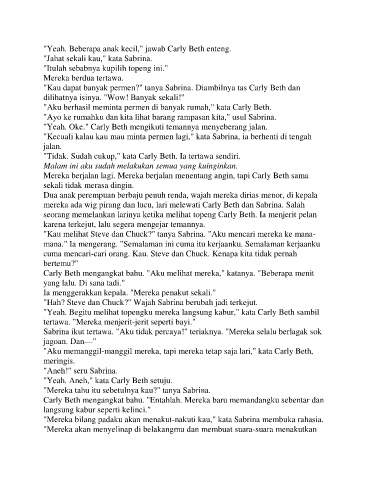 "Yeah. Beberapa anak kecil," jawab Carly Beth enteng.
"Jahat sekali kau," kata Sabrina.
"Itulah sebabnya kupilih topeng ini."
Mereka berdua tertawa.
"Kau dapat banyak permen?" tanya Sabrina. Diambilnya tas Carly Beth dan
dilihatnya isinya. "Wow! Banyak sekali!"
"Aku berhasil meminta permen di banyak rumah," kata Carly Beth.
"Ayo ke rumahku dan kita lihat barang rampasan kita," usul Sabrina.
"Yeah. Oke." Carly Beth mengikuti temannya menyeberang jalan.
"Kecuali kalau kau mau minta permen lagi," kata Sabrina, ia berhenti di tengah
jalan.
"Tidak. Sudah cukup," kata Carly Beth. Ia tertawa sendiri.
Malam ini aku sudah melakukan semua yang kuinginkan.
Mereka berjalan lagi. Mereka berjalan menentang angin, tapi Carly Beth sama
sekali tidak merasa dingin.
Dua anak perempuan berbaju penuh renda, wajah mereka dirias menor, di kepala
mereka ada wig pirang dan lucu, lari melewati Carly Beth dan Sabrina. Salah
seorang memelankan larinya ketika melihat topeng Carly Beth. Ia menjerit pelan
karena terkejut, lalu segera mengejar temannya.
"Kau melihat Steve dan Chuck?" tanya Sabrina. "Aku mencari mereka ke mana-
mana." Ia mengerang. "Semalaman ini cuma itu kerjaanku. Semalaman kerjaanku
cuma mencari-cari orang. Kau. Steve dan Chuck. Kenapa kita tidak pernah
bertemu?"
Carly Beth mengangkat bahu. "Aku melihat mereka," katanya. "Beberapa menit
yang lalu. Di sana tadi."
Ia menggerakkan kepala. "Mereka penakut sekali."
"Hah? Steve dan Chuck?" Wajah Sabrina berubah jadi terkejut.
"Yeah. Begitu melihat topengku mereka langsung kabur," kata Carly Beth sambil
tertawa. "Mereka menjerit-jerit seperti bayi."
Sabrina ikut tertawa. "Aku tidak percaya!" teriaknya. "Mereka selalu berlagak sok
jagoan. Dan—"
"Aku memanggil-manggil mereka, tapi mereka tetap saja lari," kata Carly Beth,
meringis.
"Aneh!" seru Sabrina.
"Yeah. Aneh," kata Carly Beth setuju.
"Mereka tahu itu sebetulnya kau?" tanya Sabrina.
Carly Beth mengangkat bahu. "Entahlah. Mereka baru memandangku sebentar dan
langsung kabur seperti kelinci."
"Mereka bilang padaku akan menakut-nakuti kau," kata Sabrina membuka rahasia.
"Mereka akan menyelinap di belakangmu dan membuat suara-suara menakutkan